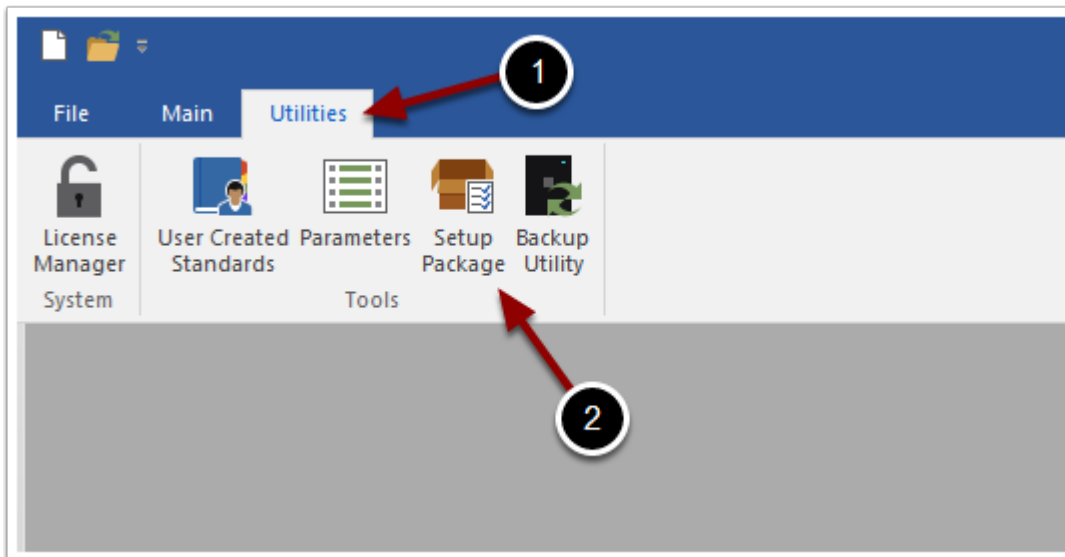 1
File Main Utilities
License Manager
User Created Standards
Parameters
Setup Package
Backup Utility
System Tools
2